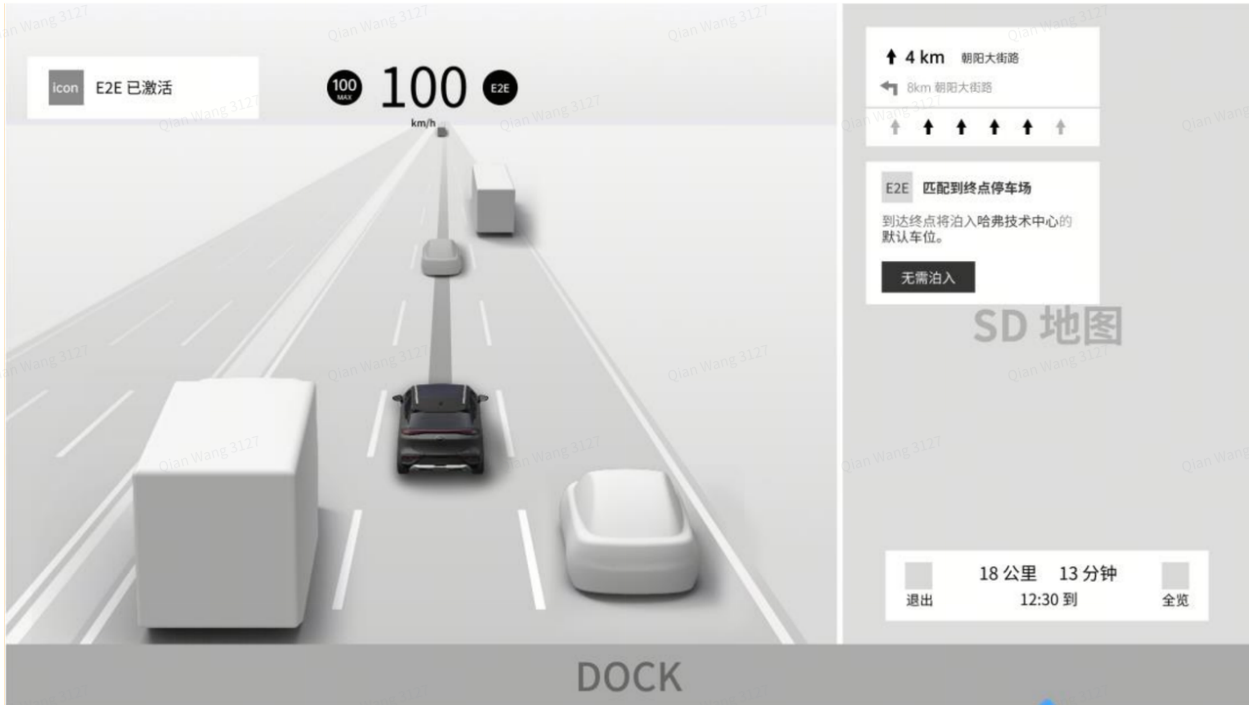 icon E2E 已激活
100 MAX
100
km/h
E2E
4 km 朝阳大街路
8km 朝阳大街路
E2E 匹配到终点停车场
到达终点将泊入哈弗技术中心的
默认车位。
无需泊入
SD 地图
18 公里 13 分钟
12:30 到
退出
全览
DOCK
Qian Wang 3127